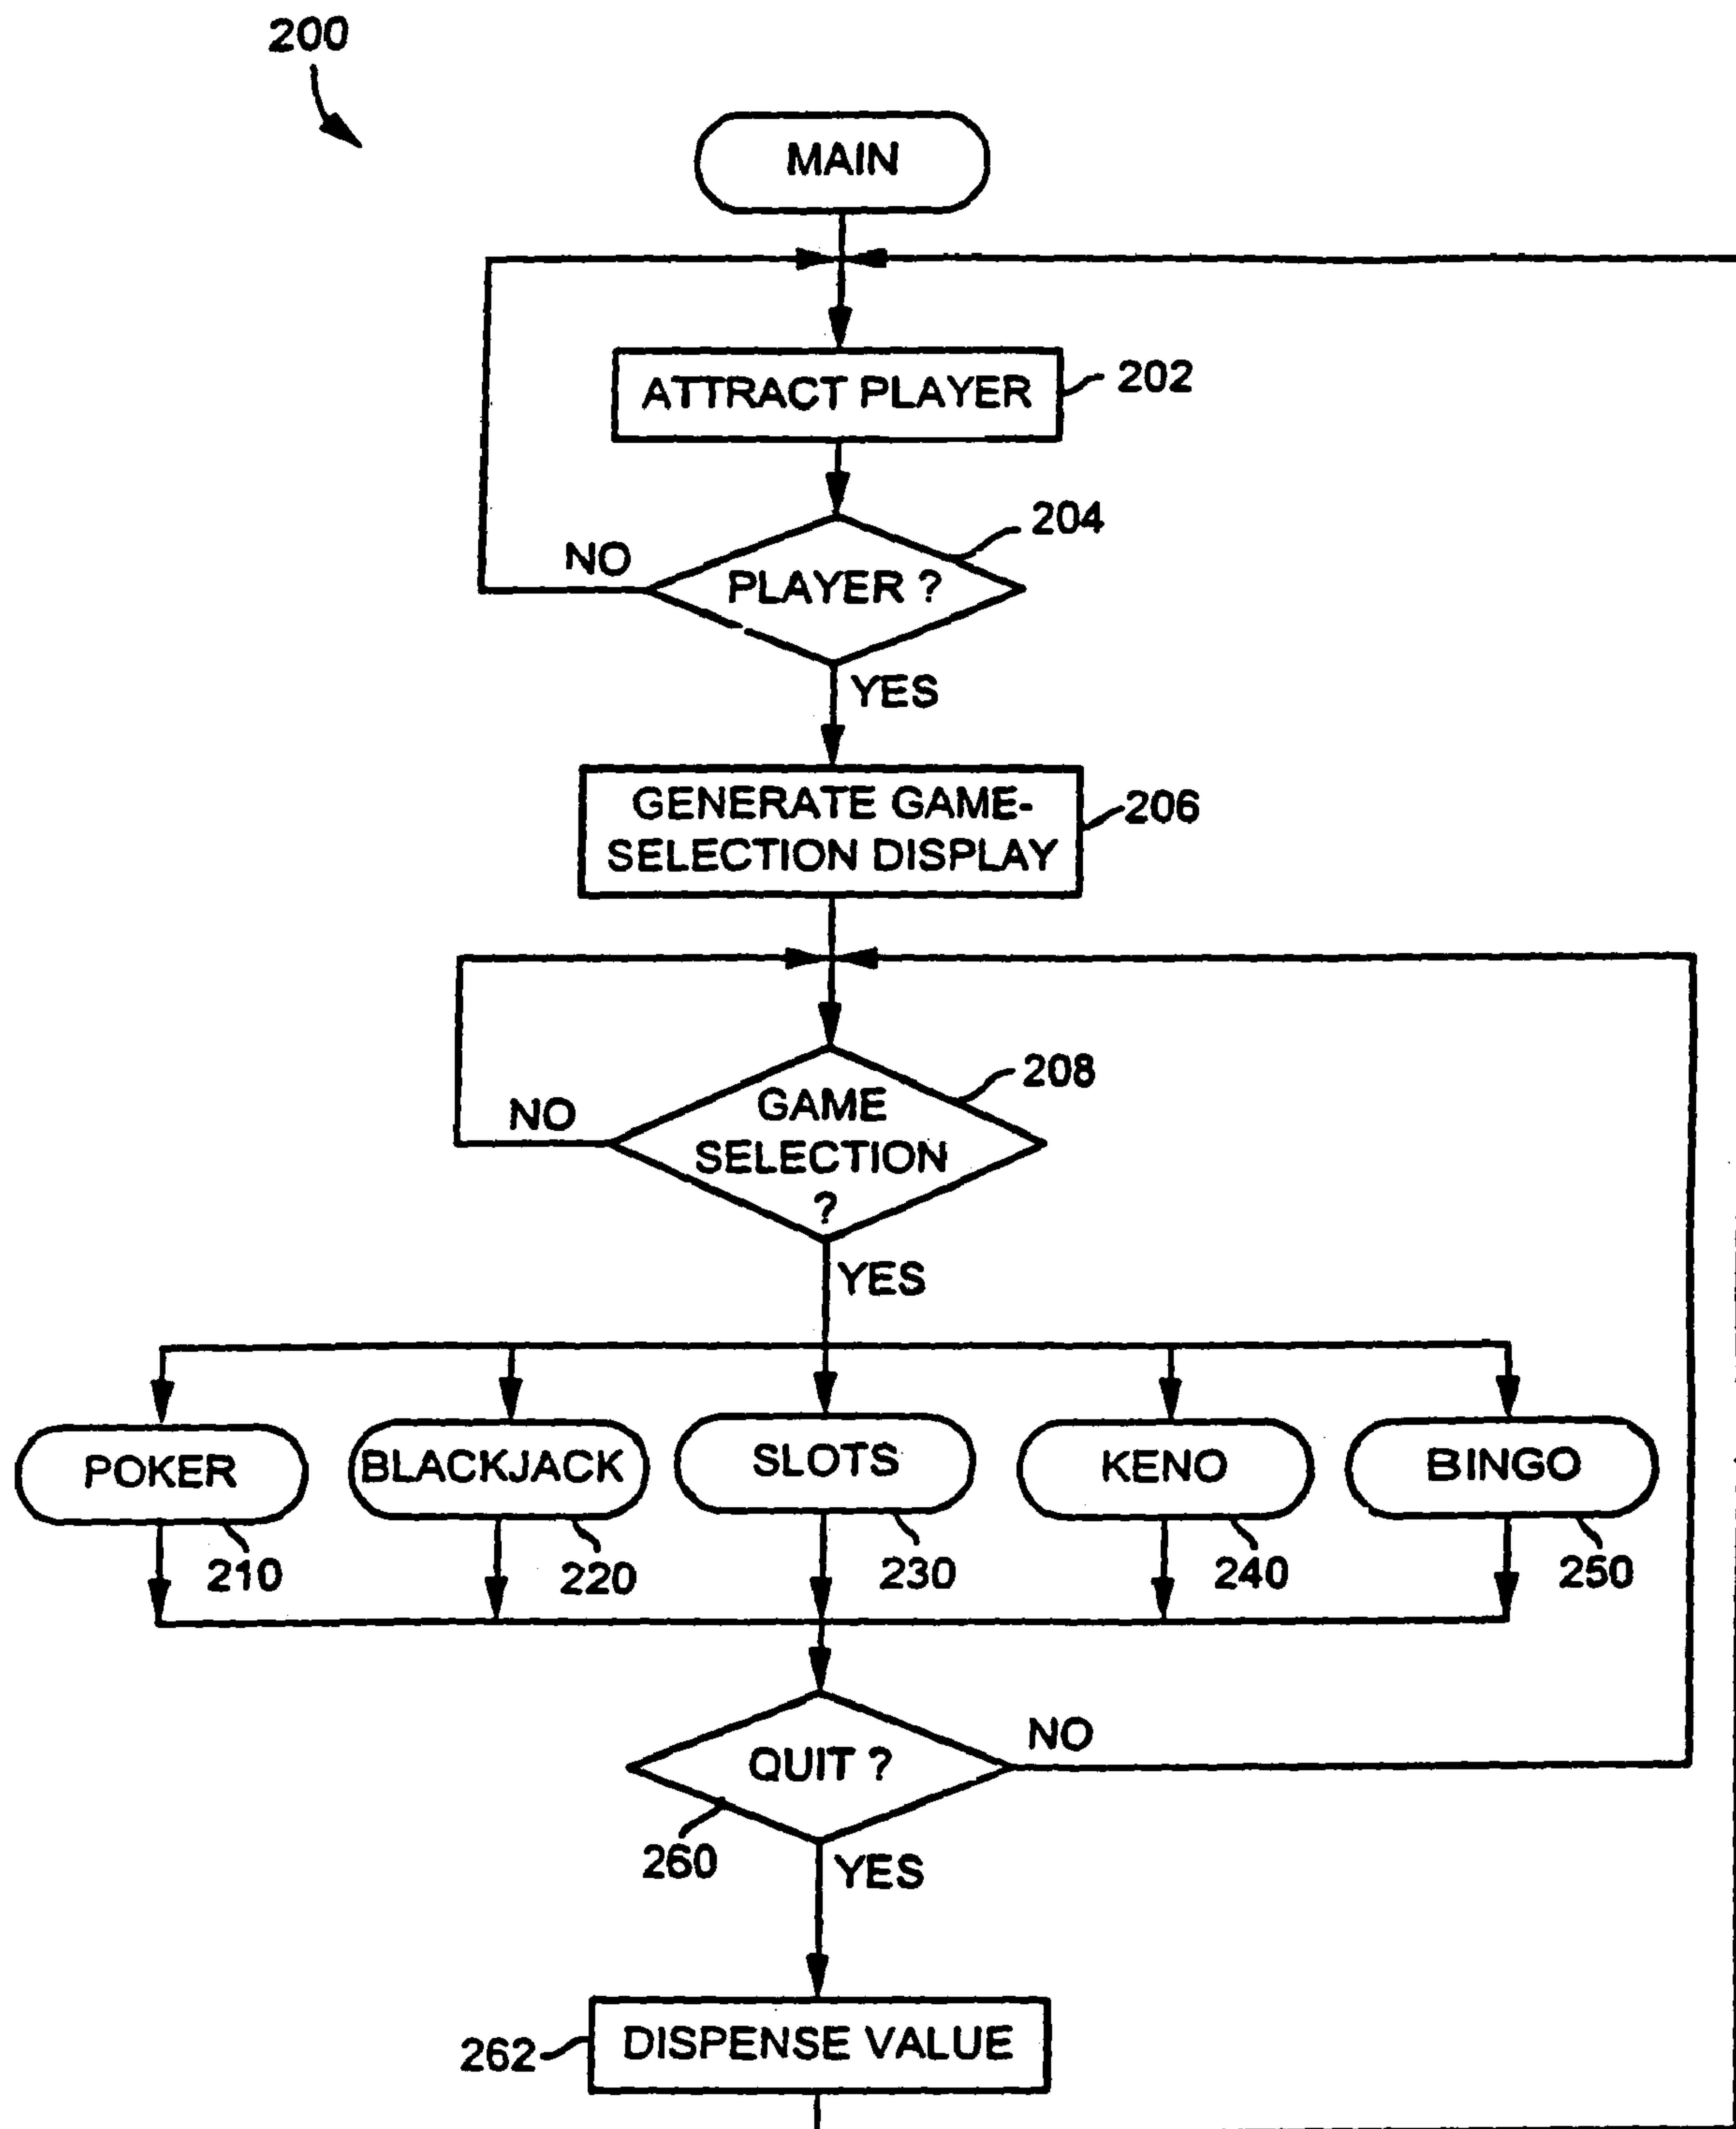 200
MAIN
ATTRACT PLAYER
202
204
NO
PLAYER ?
YES
GENERATE GAME-
SELECTION DISPLAY
206
208
NO
GAME
SELECTION
?
YES
POKER
BLACKJACK
SLOTS
KENO
BINGO
210
220
230
240
250
NO
QUIT ?
260
YES
262
DISPENSE VALUE